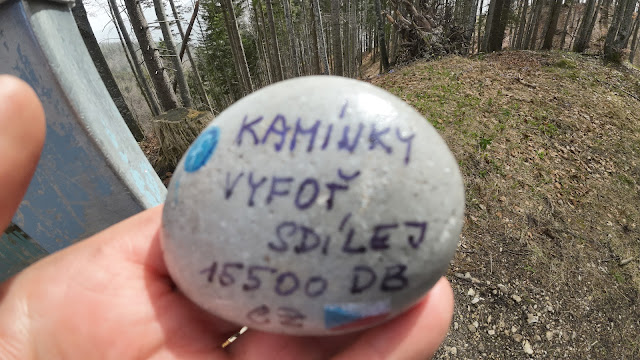 KAMÍNKY
VYFOŤ
SDÍLEJ
15500 DB
CZ